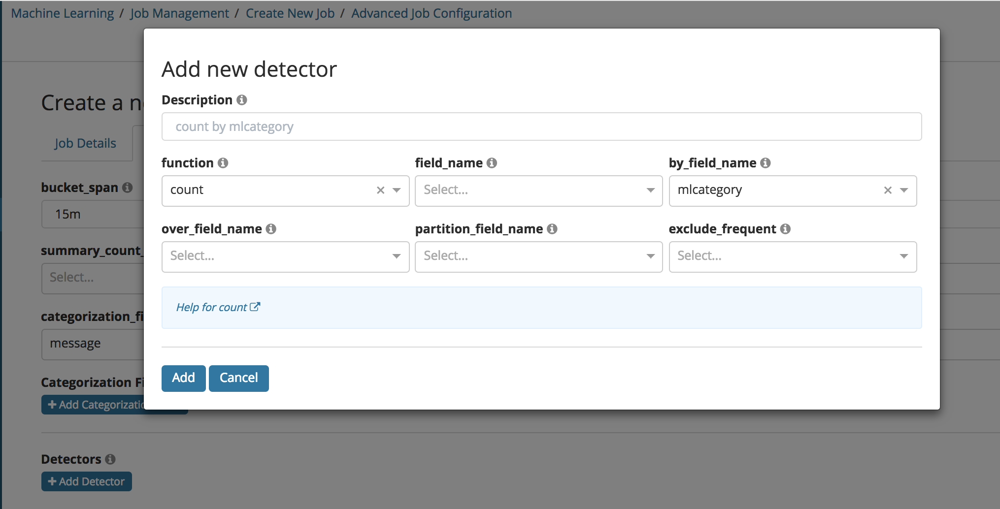 Machine Learning / Job Management / Create New Job / Advanced Job Configuration
Create a n
Job Details
bucket_span
15m
summary_count_
Select...
categorization_fi
message
Categorization Fi
Add Categorizatio
Detectors
Add Detector
Add new detector
Description
count by mlcategory
function field_name by_field_name
count Select... mlcategory
over_field_name partition_field_name exclude_frequent
Select... Select... Select...
Help for count
Add Cancel